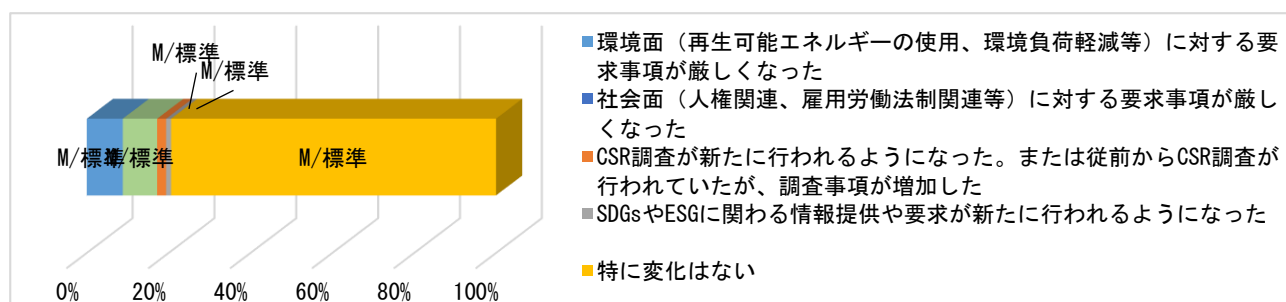 M/標準
M/標準
M/標準
M/標準
M/標準
0%
20%
40%
60%
80%
100%
環境面（再生可能エネルギーの使用、環境負荷軽減等）に対する要
求事項が厳しくなった
社会面（人権関連、雇用労働法制関連等）に対する要求事項が厳し
くなった
CSR調査が新たに行われるようになった。または従前からCSR調査が
行われていたが、調査事項が増加した
SDGsやESGに関わる情報提供や要求が新たに行われるようになった
特に変化はない